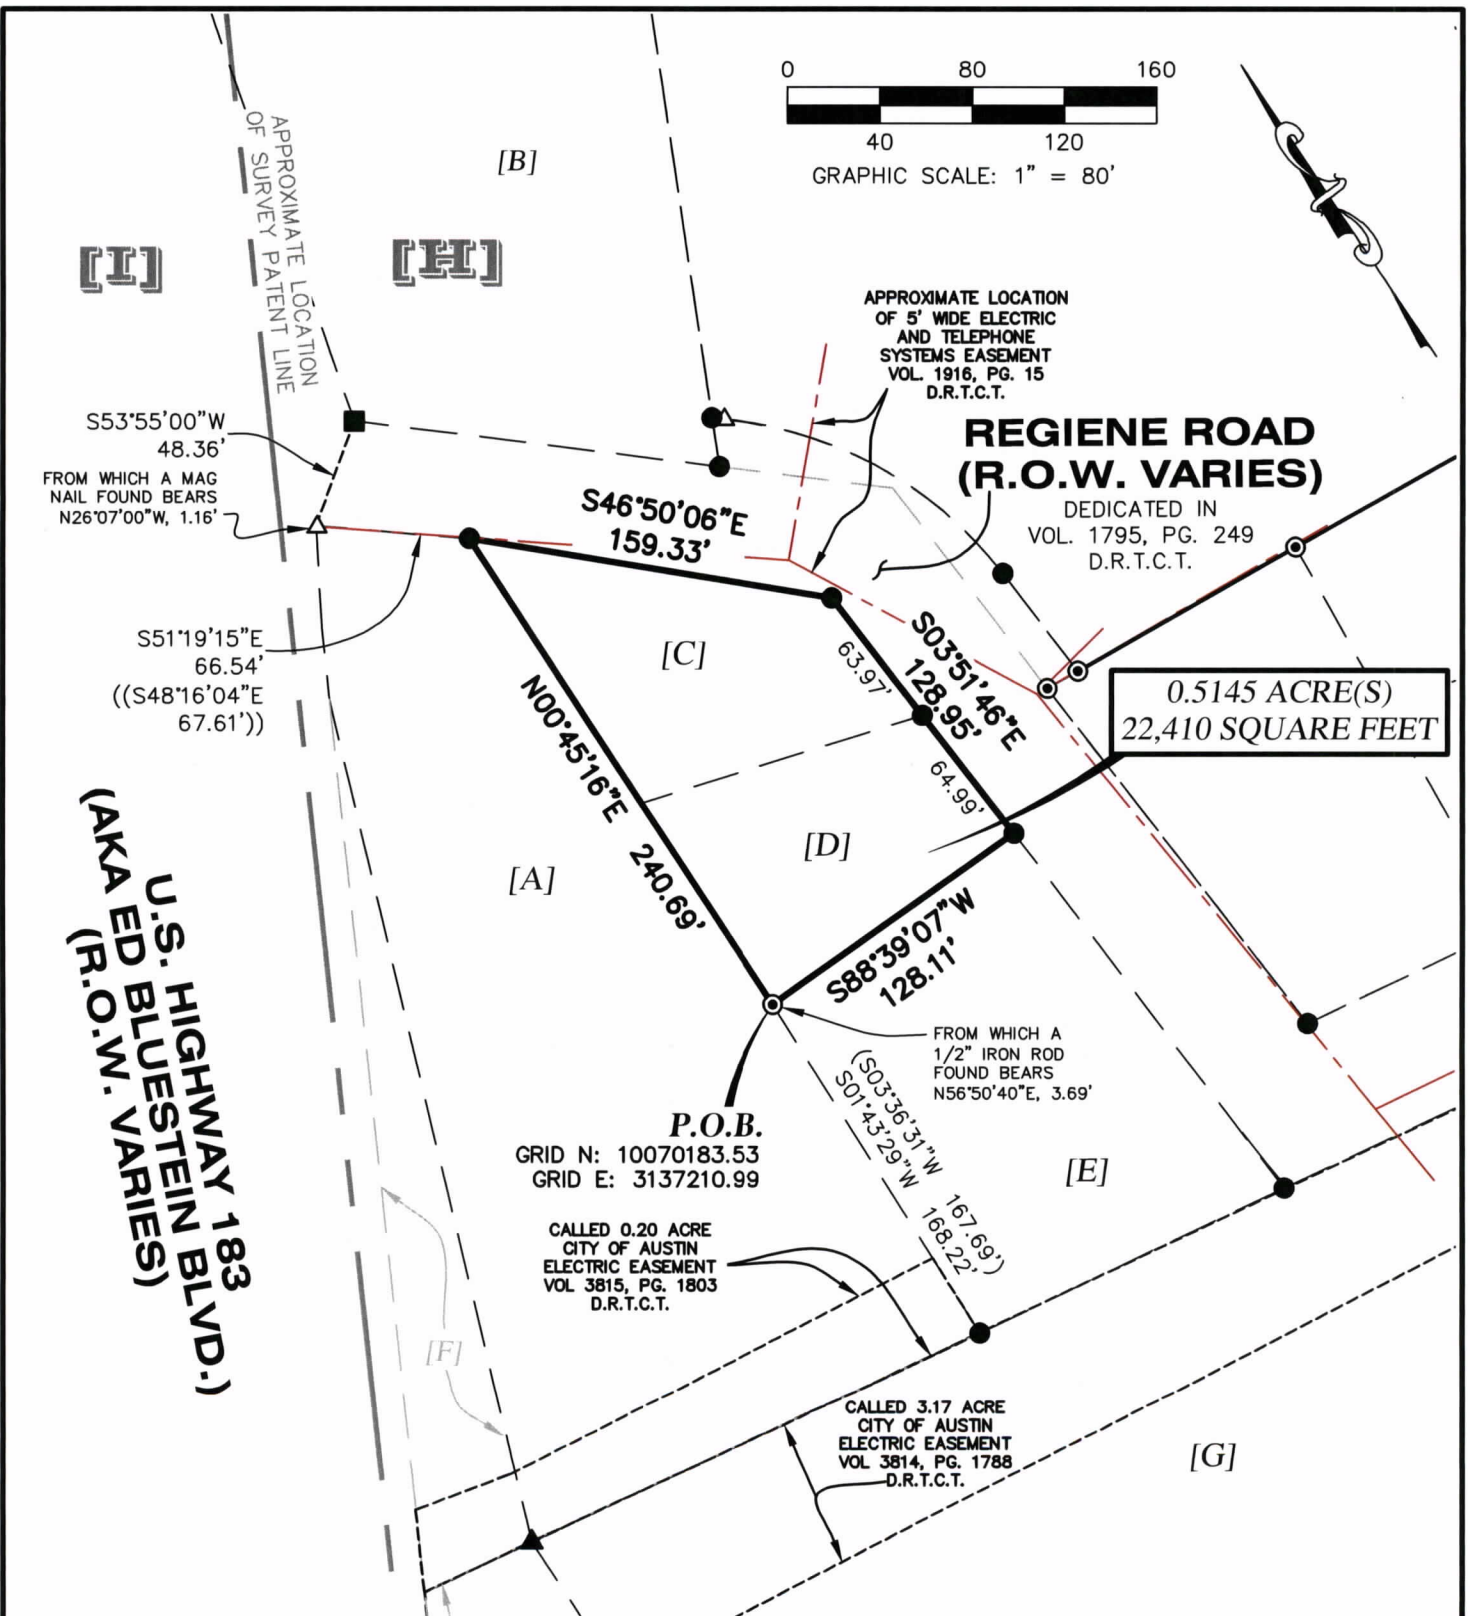 0 80 160
40 120
GRAPHIC SCALE: 1" = 80'
[B]
APPROXIMATE LOCATION
OF SURVEY PATENT LINE
[I]
[H]
APPROXIMATE LOCATION
OF 5' WIDE ELECTRIC
AND TELEPHONE
SYSTEMS EASEMENT
VOL. 1916, PG. 15
D.R.T.C.T.
S53°55'00"W
48.36'
FROM WHICH A MAG
NAIL FOUND BEARS
N26°07'00"W, 1.16'
REGIENE ROAD
(R.O.W. VARIES)
DEDICATED IN
VOL. 1795, PG. 249
D.R.T.C.T.
S46°50'06"E
159.33'
S51°19'15"E
66.54'
((S48°16'04"E
67.61'))
[C]
63.97'
S03°51'46"E
128.95'
0.5145 ACRE(S)
22,410 SQUARE FEET
N00°45'16"E 240.69'
64.99'
[D]
[A]
U.S. HIGHWAY 183
(AKA ED BLUESTEIN BLVD.)
(R.O.W. VARIES)
S88°39'07"W
128.11'
FROM WHICH A
1/2" IRON ROD
FOUND BEARS
N56°50'40"E, 3.69'
P.O.B.
GRID N: 10070183.53
GRID E: 3137210.99
(S03°36'31"W 167.69')
S01°43'29"W 168.22'
[E]
CALLED 0.20 ACRE
CITY OF AUSTIN
ELECTRIC EASEMENT
VOL 3815, PG. 1803
D.R.T.C.T.
[F]
CALLED 3.17 ACRE
CITY OF AUSTIN
ELECTRIC EASEMENT
VOL 3814, PG. 1788
D.R.T.C.T.
[G]